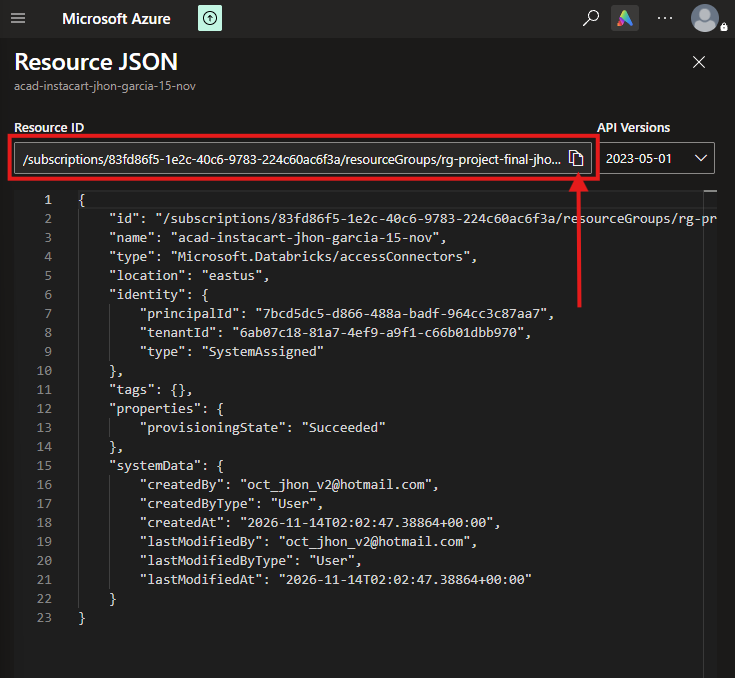 Microsoft Azure
Resource JSON
acad-instacart-jhon-garcia-15-nov
Resource ID
API Versions
/subscriptions/83fd86f5-1e2c-40c6-9783-224c60ac6f3a/resourceGroups/rg-project-final-jho...
2023-05-01
1 {
2 "id": "/subscriptions/83fd86f5-1e2c-40c6-9783-224c60ac6f3a/resourceGroups/rg-pr
3 "name": "acad-instacart-jhon-garcia-15-nov",
4 "type": "Microsoft.Databricks/accessConnectors",
5 "location": "eastus",
6 "identity": {
7 "principalId": "7bcd5dc5-d866-488a-badf-964cc3c87aa7",
8 "tenantId": "6ab07c18-81a7-4ef9-a9f1-c66b01dbb970",
9 "type": "SystemAssigned"
10 },
11 "tags": {},
12 "properties": {
13 "provisioningState": "Succeeded"
14 },
15 "systemData": {
16 "createdBy": "oct_jhon_v2@hotmail.com",
17 "createdByType": "User",
18 "createdAt": "2026-11-14T02:02:47.38864+00:00",
19 "lastModifiedBy": "oct_jhon_v2@hotmail.com",
20 "lastModifiedByType": "User",
21 "lastModifiedAt": "2026-11-14T02:02:47.38864+00:00"
22 }
23 }